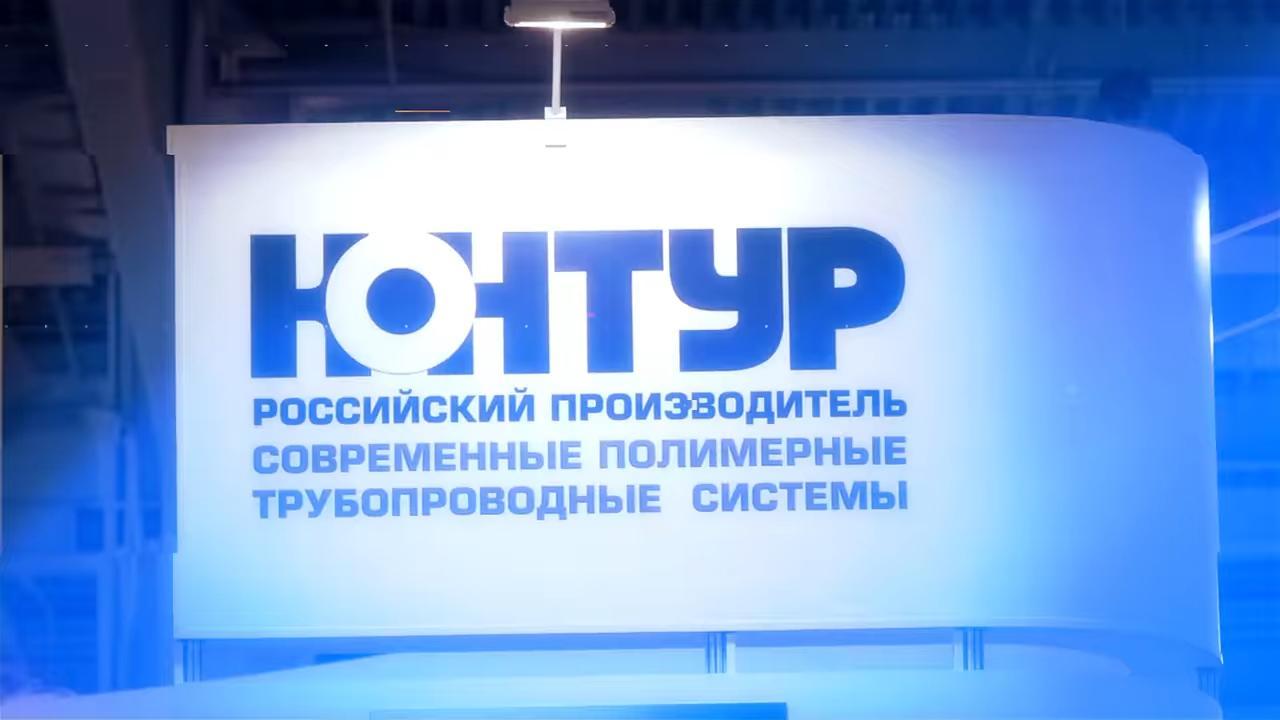 КОНТУР
РОССИЙСКИЙ ПРОИЗВОДИТЕЛЬ
СОВРЕМЕННЫЕ ПОЛИМЕРНЫЕ
ТРУБОПРОВОДНЫЕ СИСТЕМЫ